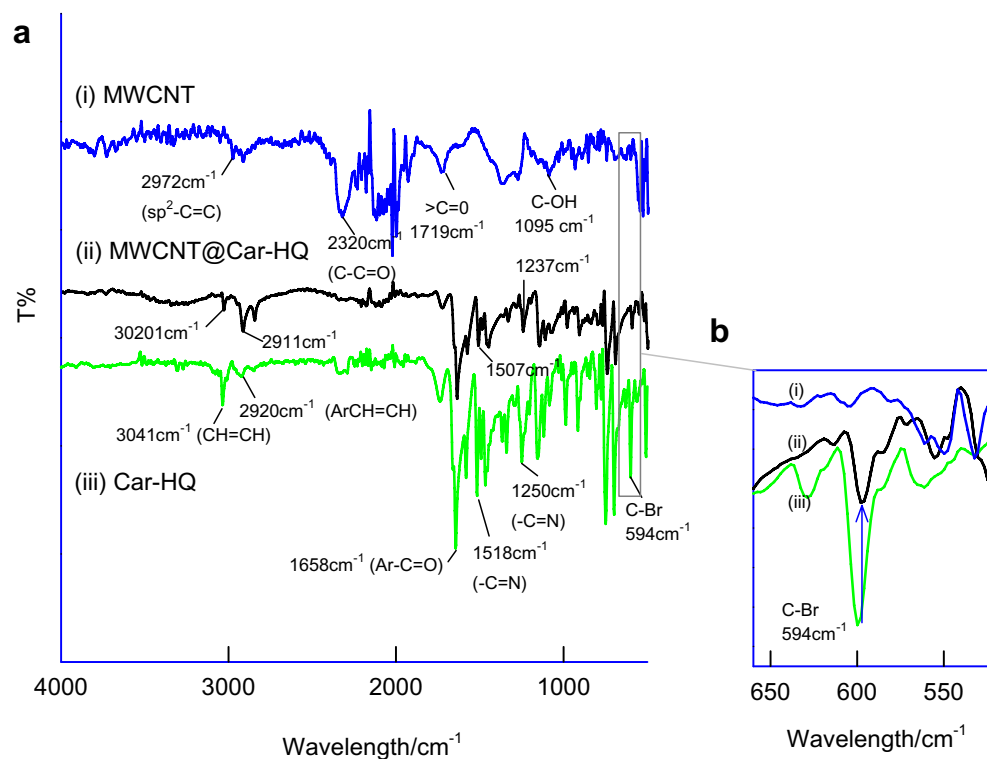 a
(i) MWCNT
2972cm⁻¹
(sp²-C=C)
2320cm⁻¹
(C-C=O)
>C=0
1719cm⁻¹
C-OH
1095 cm⁻¹
(ii) MWCNT@Car-HQ
30201cm⁻¹
2911cm⁻¹
1237cm⁻¹
1507cm⁻¹
3041cm⁻¹ (CH=CH)
2920cm⁻¹
(ArCH=CH)
(iii) Car-HQ
1658cm⁻¹ (Ar-C=O)
1518cm⁻¹
(-C=N)
1250cm⁻¹
(-C=N)
C-Br
594cm⁻¹
T%
4000 3000 2000 1000
Wavelength/cm⁻¹
b
(i)
(ii)
(iii)
C-Br
594cm⁻¹
650 600 550
Wavelength/cm⁻¹